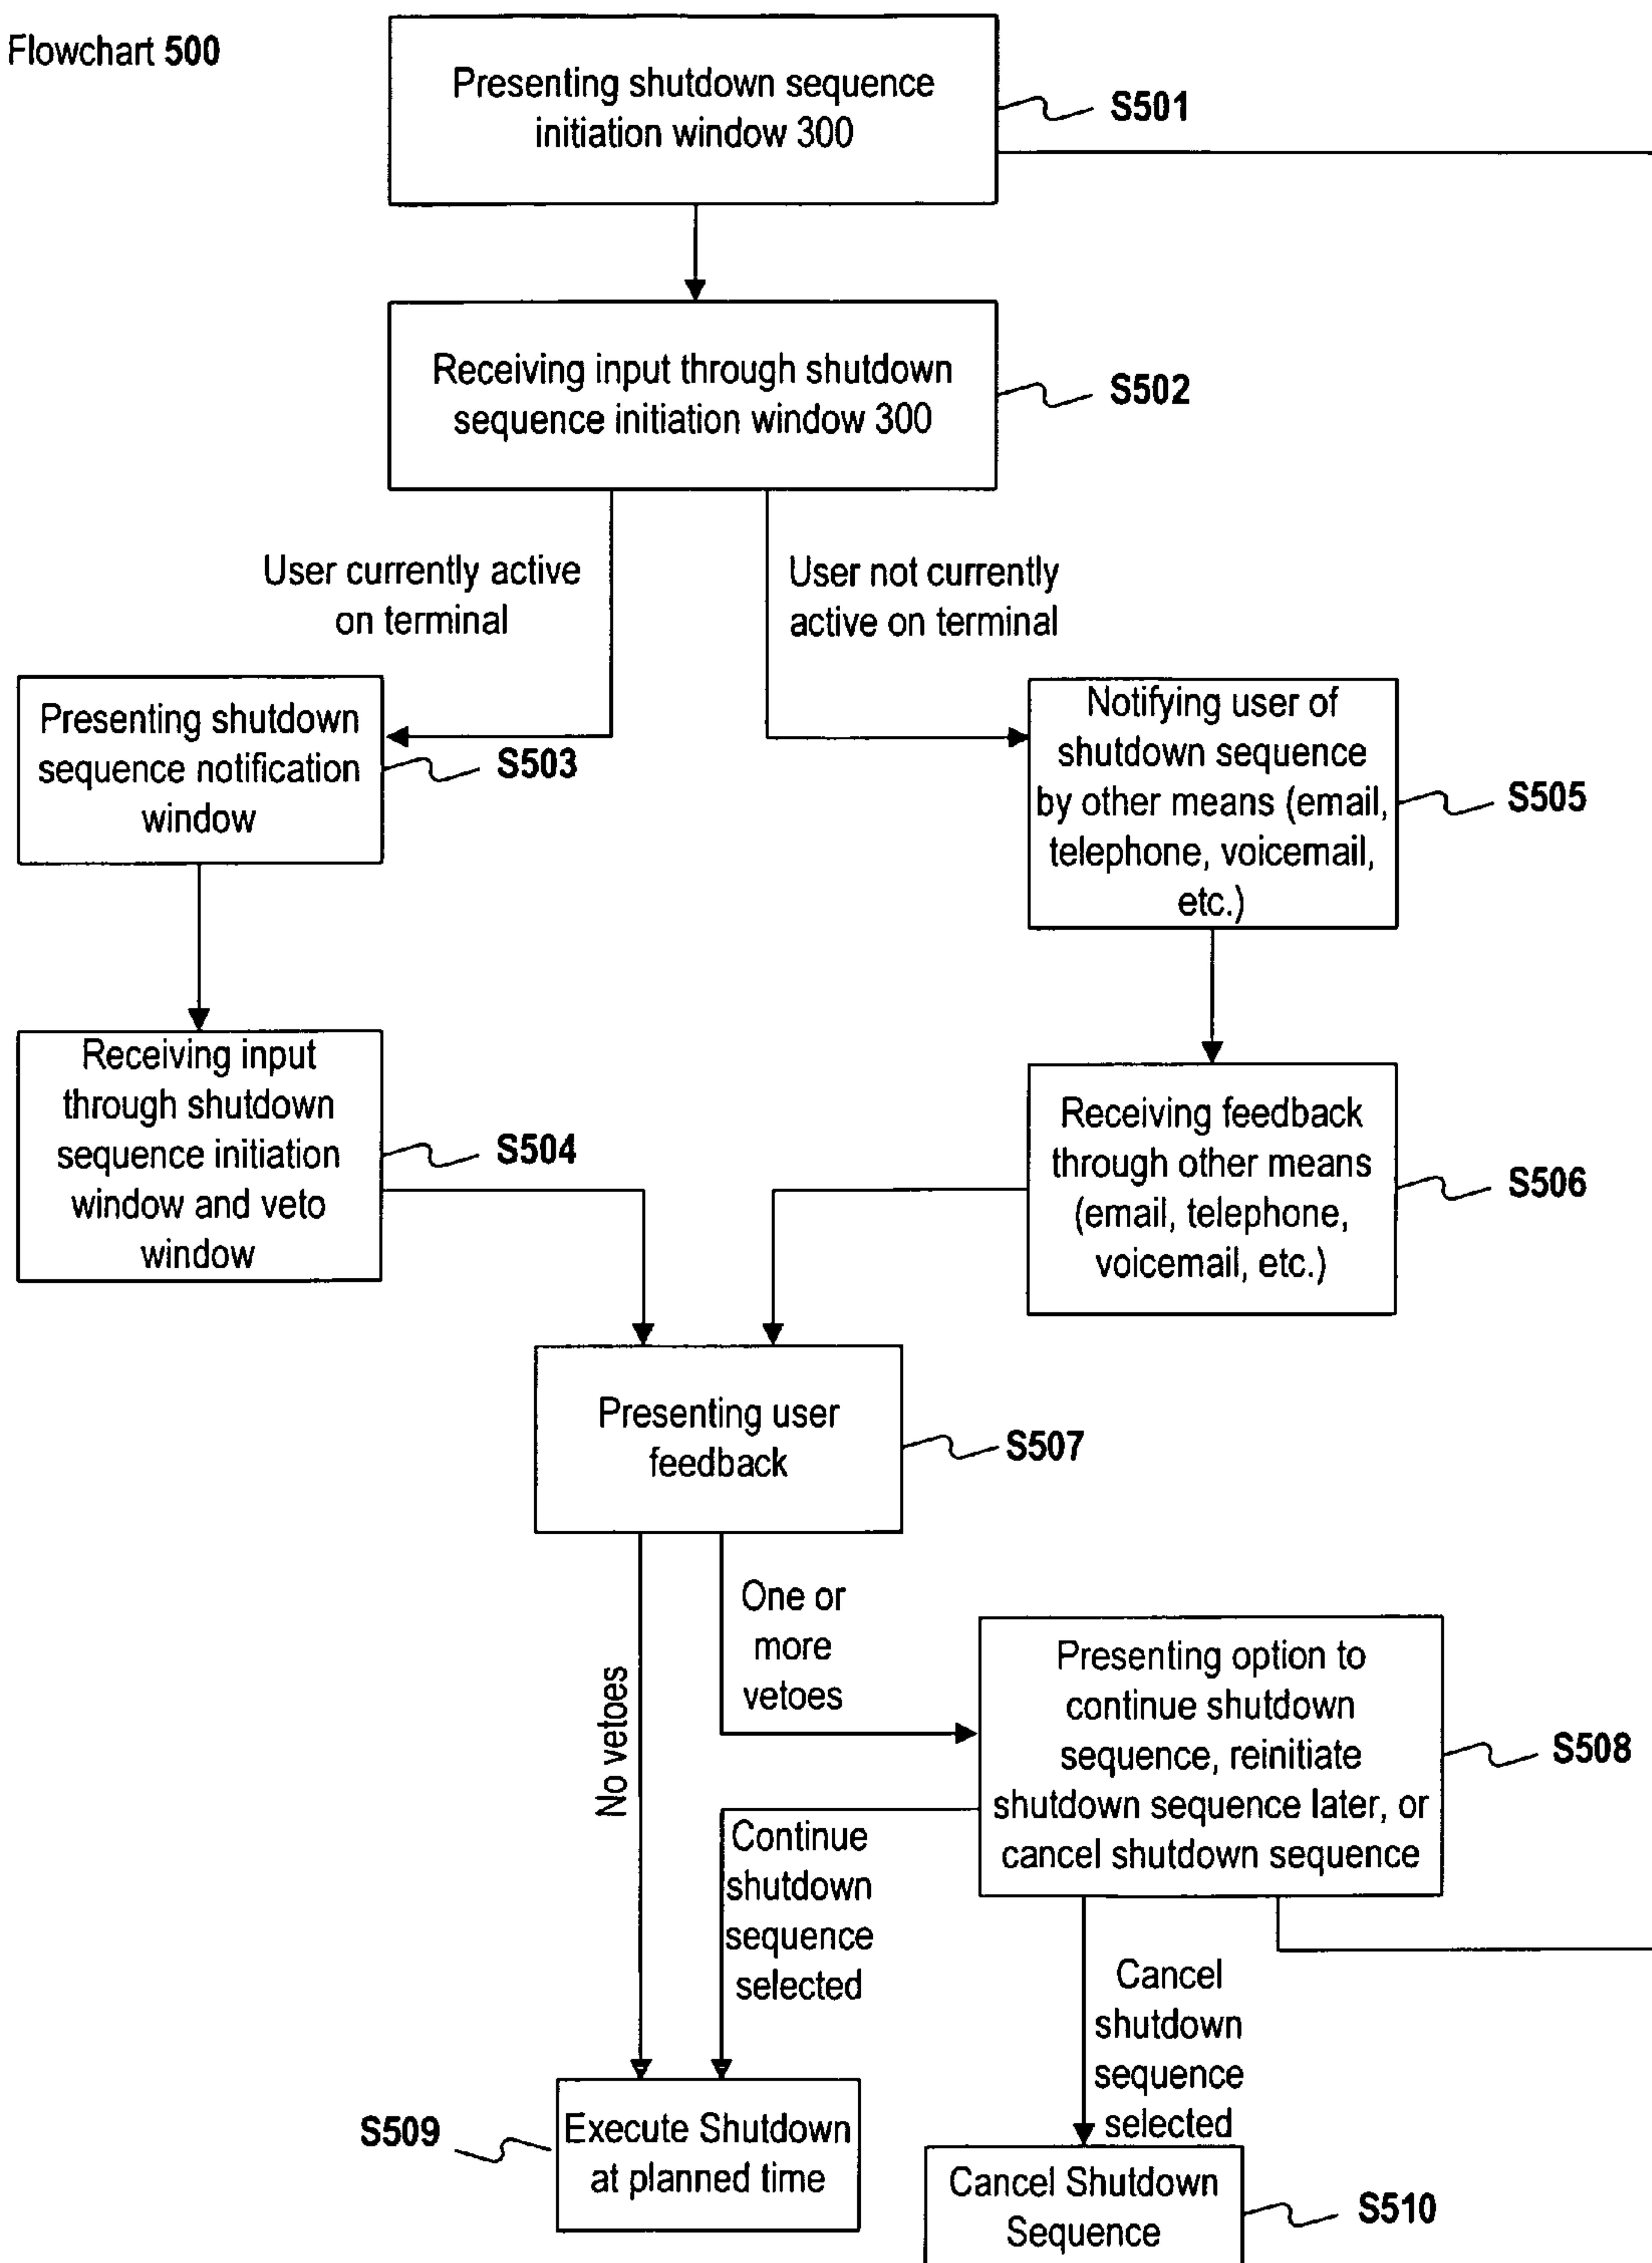 Flowchart 500
Presenting shutdown sequence
initiation window 300
S501
Receiving input through shutdown
sequence initiation window 300
S502
User currently active
on terminal
User not currently
active on terminal
Presenting shutdown
sequence notification
window
S503
Notifying user of
shutdown sequence
by other means (email,
telephone, voicemail,
etc.)
S505
Receiving input
through shutdown
sequence initiation
window and veto
window
S504
Receiving feedback
through other means
(email, telephone,
voicemail, etc.)
S506
Presenting user
feedback
S507
No vetoes
One or
more
vetoes
Presenting option to
continue shutdown
sequence, reinitiate
shutdown sequence later, or
cancel shutdown sequence
S508
Continue
shutdown
sequence
selected
Cancel
shutdown
sequence
selected
S509
Execute Shutdown
at planned time
Cancel Shutdown
Sequence
S510